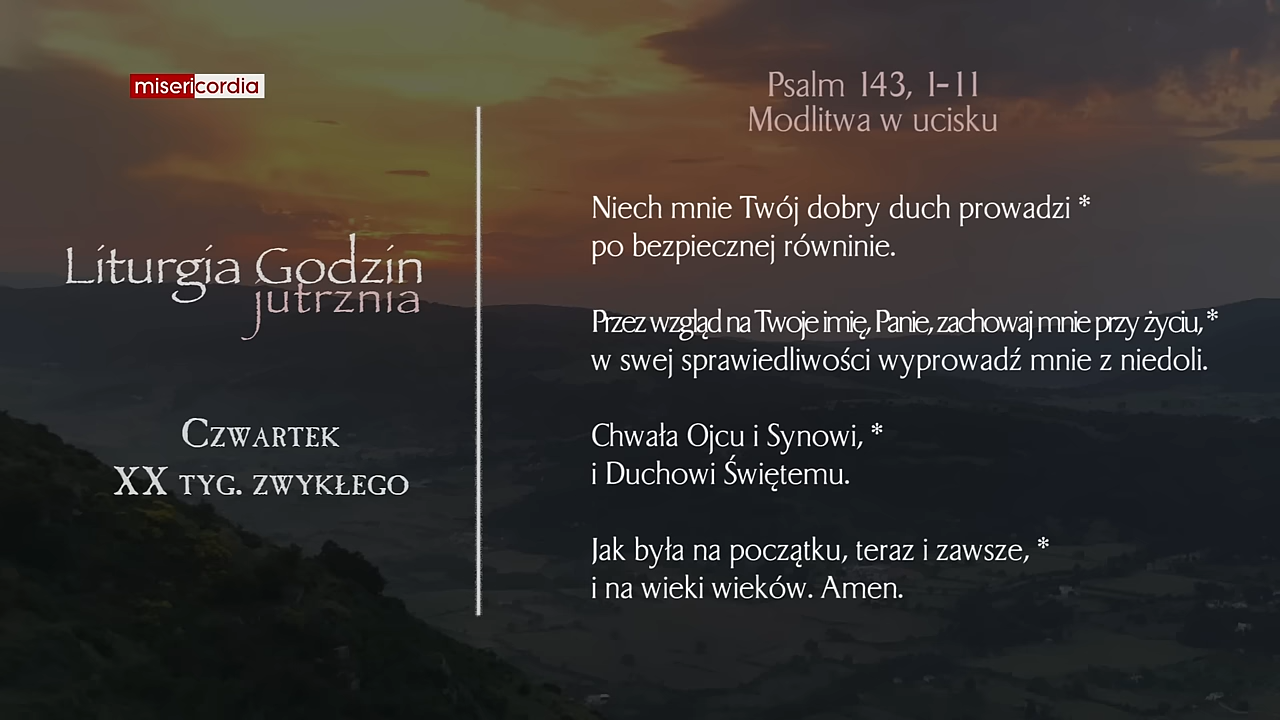 misericordia
Liturgia Godzin
jutrznia
Czwartek
XX tyg. zwykłego
Psalm 143, 1-11
Modlitwa w ucisku
Niech mnie Twój dobry duch prowadzi *
po bezpiecznej równinie.
Przez wzgląd na Twoje imię, Panie, zachowaj mnie przy życiu, *
w swej sprawiedliwości wyprowadź mnie z niedoli.
Chwała Ojcu i Synowi, *
i Duchowi Świętemu.
Jak była na początku, teraz i zawsze, *
i na wieki wieków. Amen.